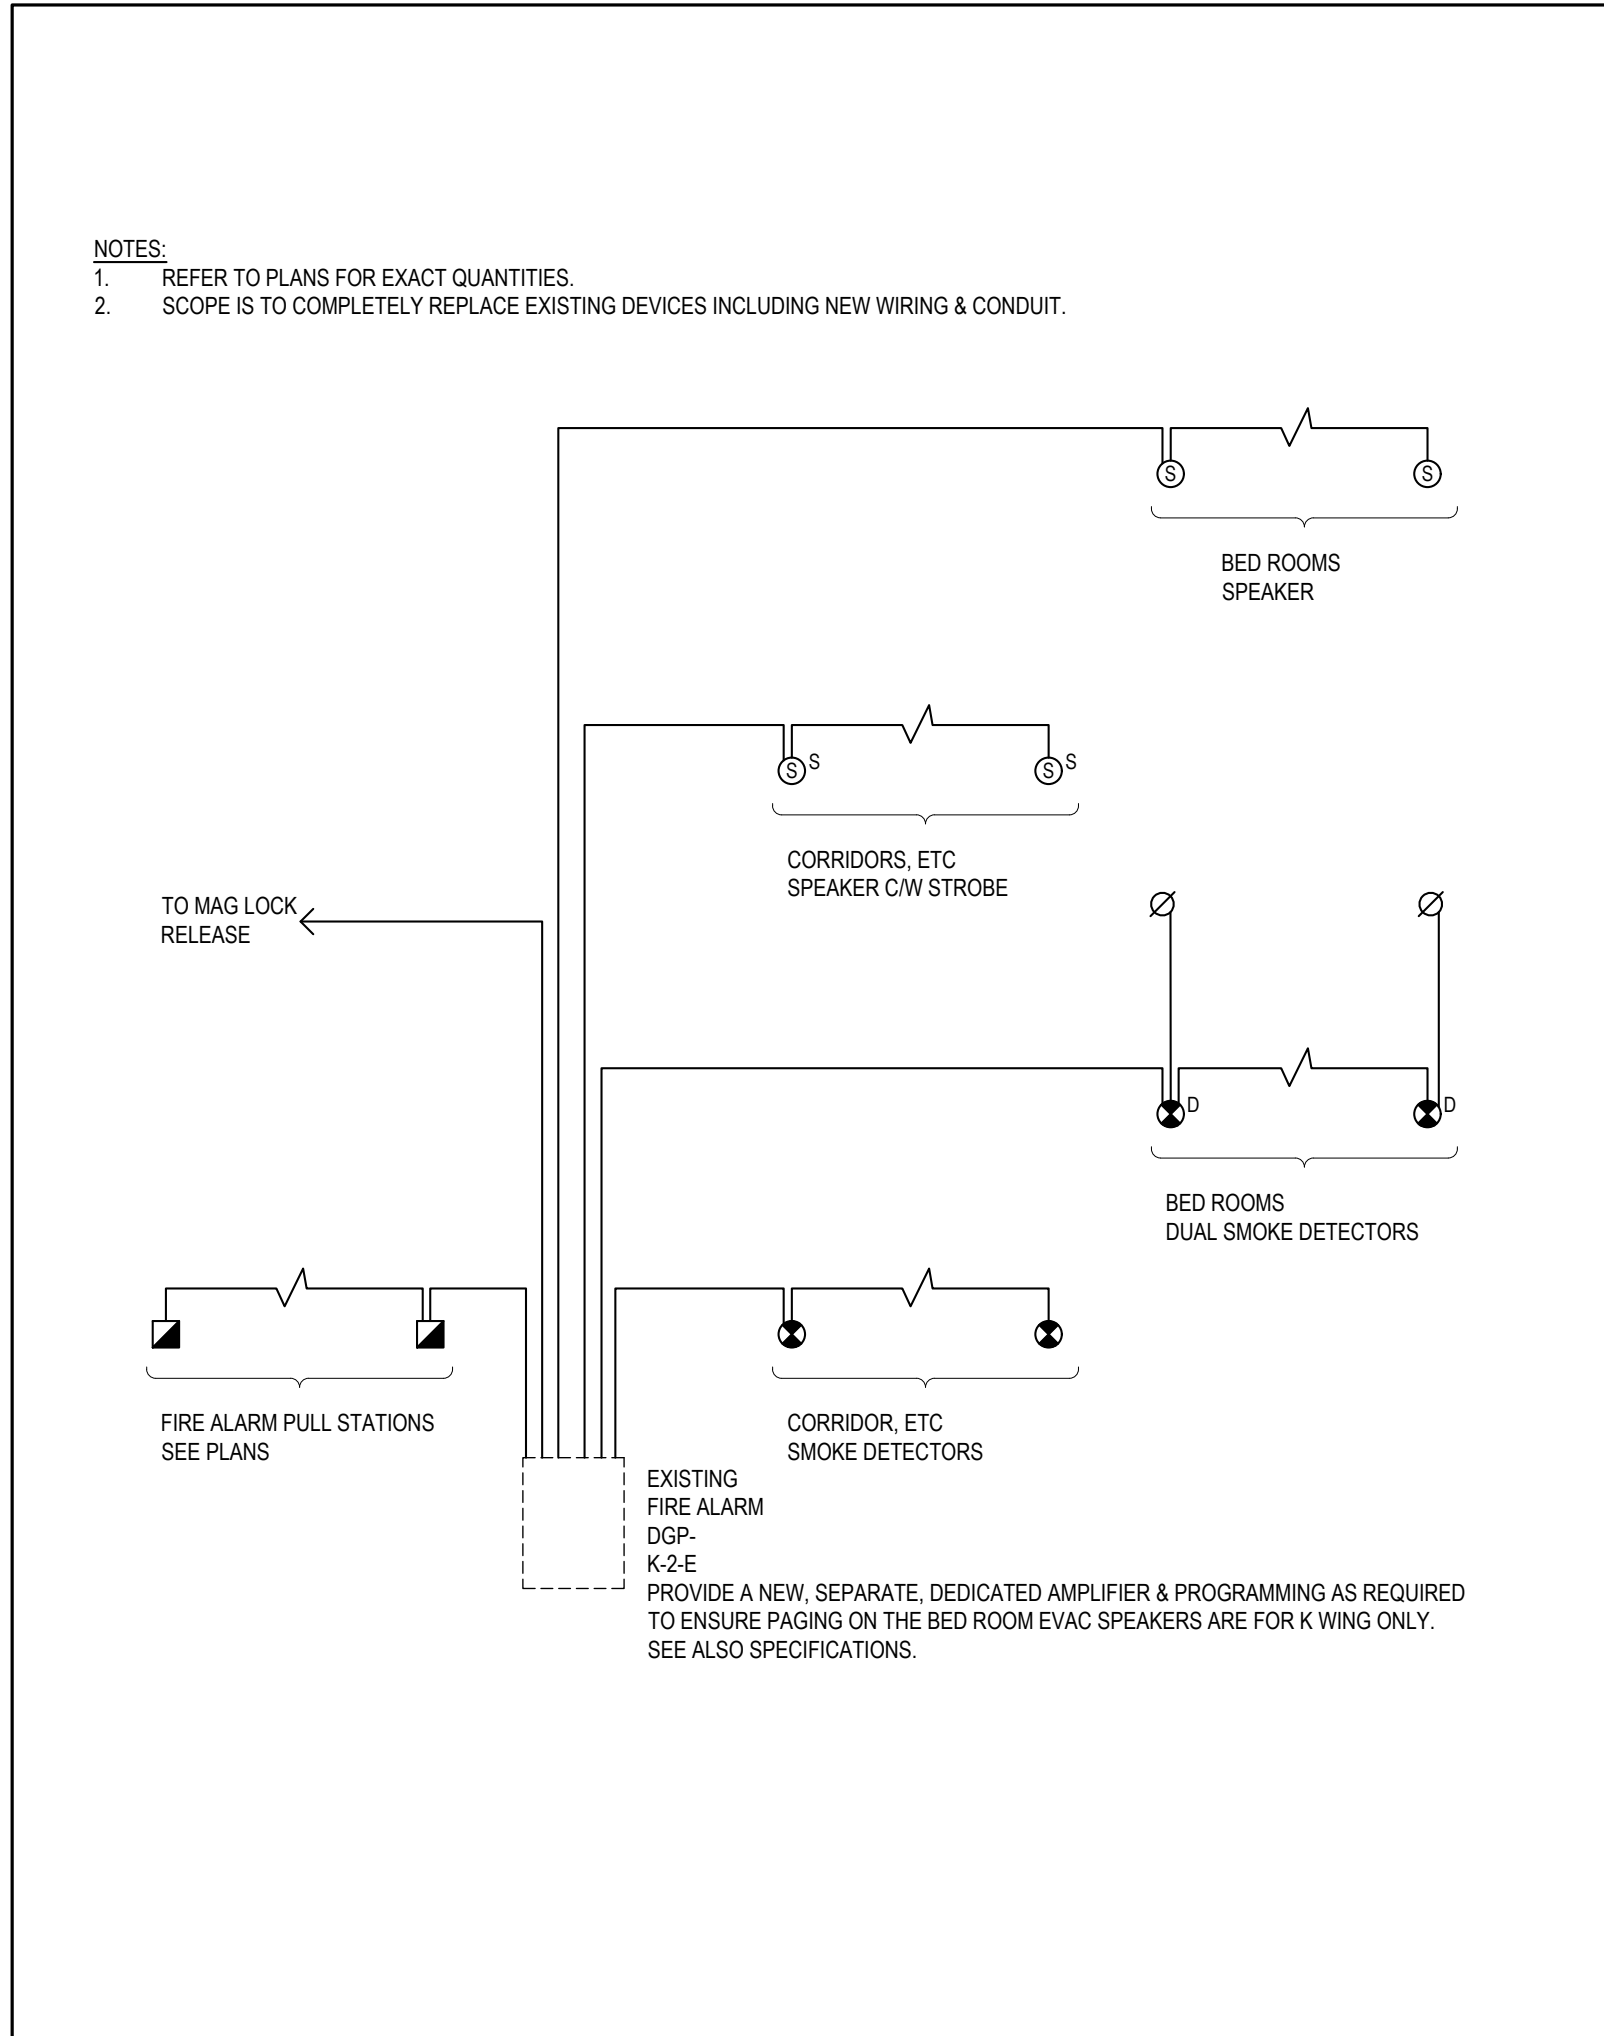 NOTES:
1. REFER TO PLANS FOR EXACT QUANTITIES.
2. SCOPE IS TO COMPLETELY REPLACE EXISTING DEVICES INCLUDING NEW WIRING & CONDUIT.
S
S
BED ROOMS
SPEAKER
S S
S S
CORRIDORS, ETC
SPEAKER C/W STROBE
TO MAG LOCK
RELEASE
D
D
BED ROOMS
DUAL SMOKE DETECTORS
FIRE ALARM PULL STATIONS
SEE PLANS
CORRIDOR, ETC
SMOKE DETECTORS
EXISTING
FIRE ALARM
DGP-
K-2-E
PROVIDE A NEW, SEPARATE, DEDICATED AMPLIFIER & PROGRAMMING AS REQUIRED
TO ENSURE PAGING ON THE BED ROOM EVAC SPEAKERS ARE FOR K WING ONLY.
SEE ALSO SPECIFICATIONS.